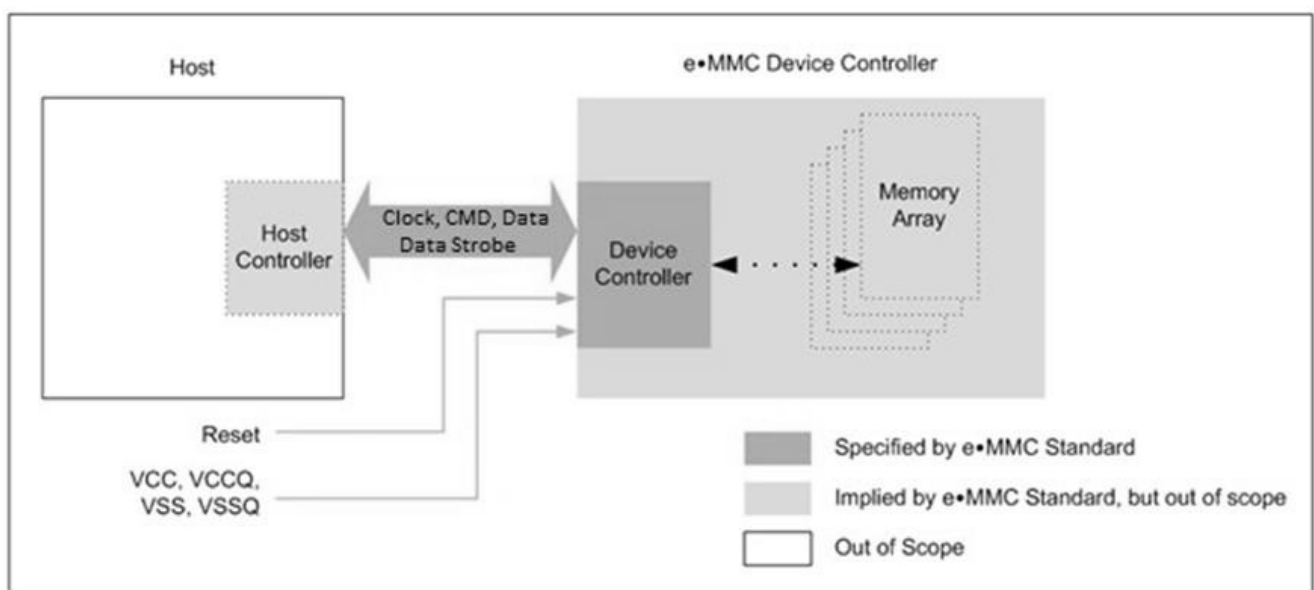 Host
e•MMC Device Controller
Host
Controller
Clock, CMD, Data
Data Strobe
Device
Controller
Memory
Array
Reset
VCC, VCCQ,
VSS, VSSQ
Specified by e•MMC Standard
Implied by e•MMC Standard, but out of scope
Out of Scope